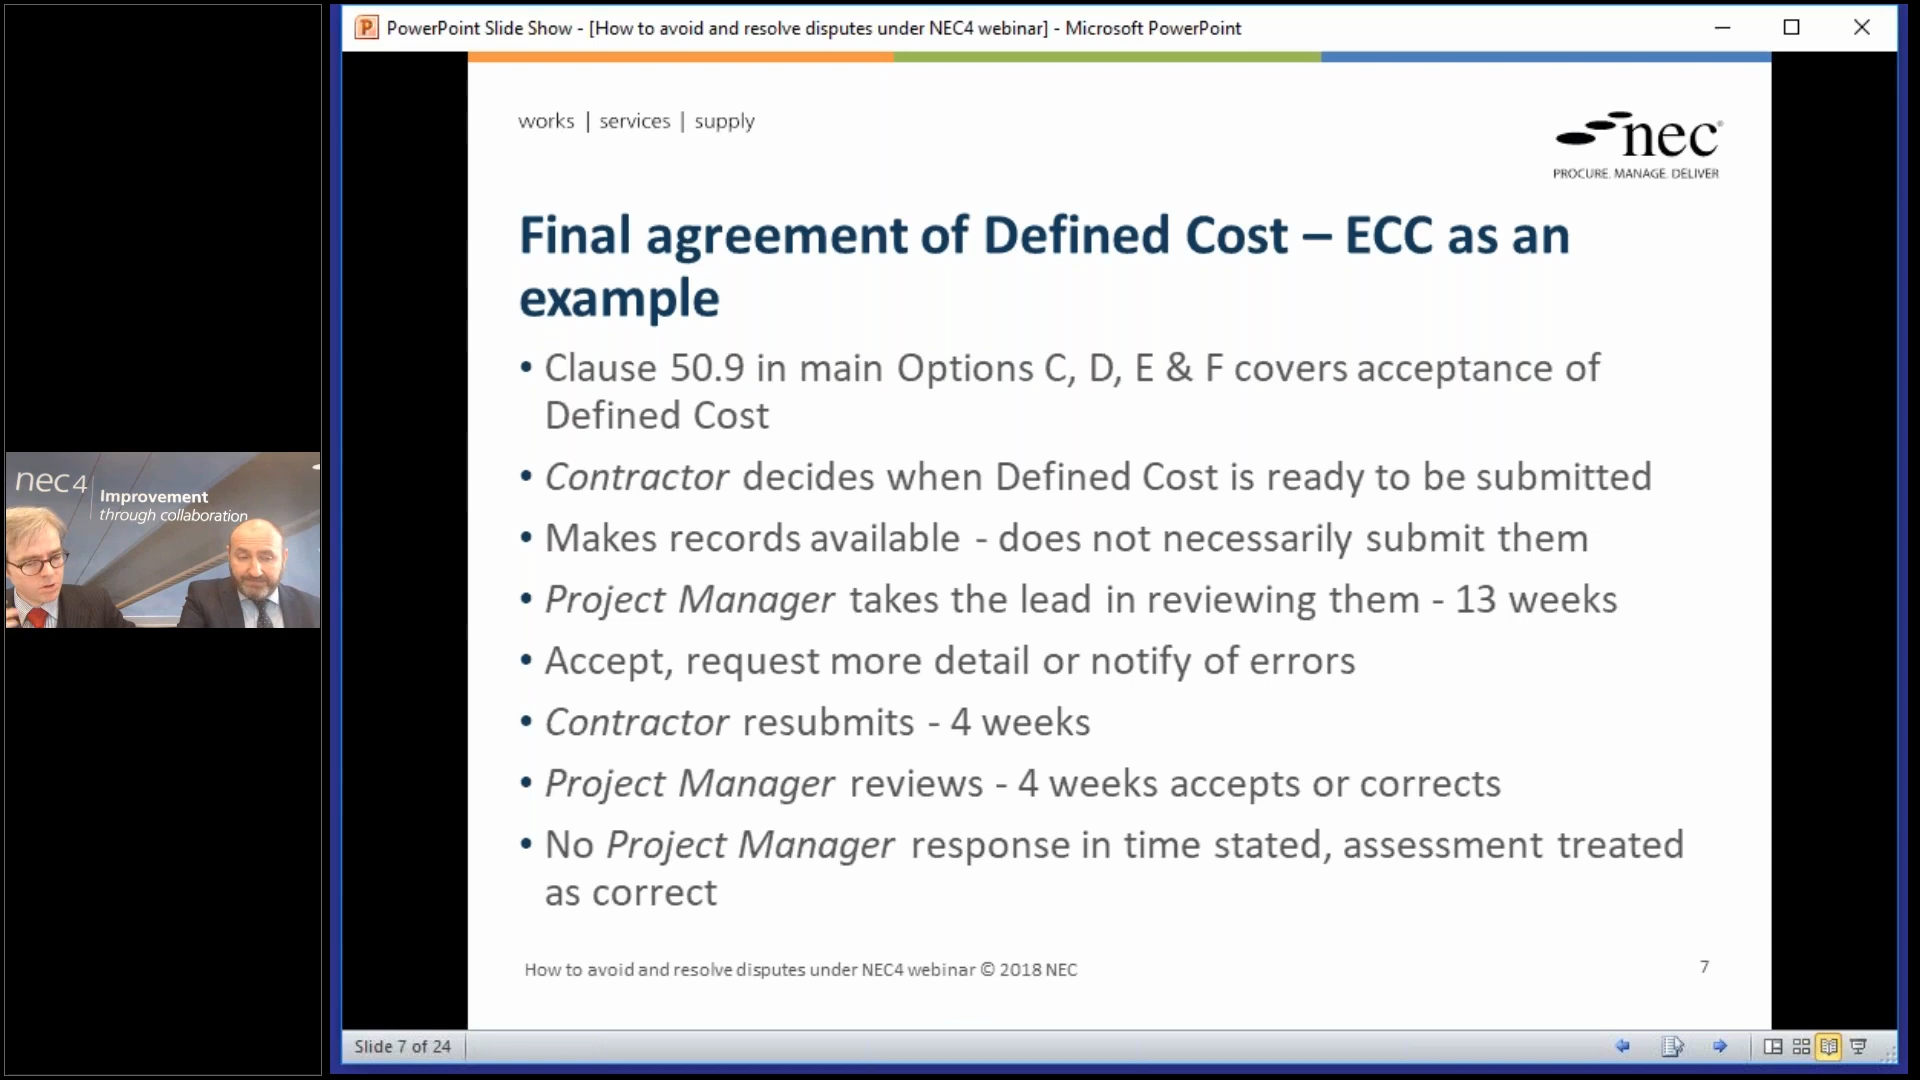 PowerPoint Slide Show - [How to avoid and resolve disputes under NEC4 webinar] - Microsoft PowerPoint
works | services | supply
nec®
PROCURE. MANAGE. DELIVER
Final agreement of Defined Cost – ECC as an
example
• Clause 50.9 in main Options C, D, E & F covers acceptance of
Defined Cost
• Contractor decides when Defined Cost is ready to be submitted
• Makes records available - does not necessarily submit them
• Project Manager takes the lead in reviewing them - 13 weeks
• Accept, request more detail or notify of errors
• Contractor resubmits - 4 weeks
• Project Manager reviews - 4 weeks accepts or corrects
• No Project Manager response in time stated, assessment treated
as correct
How to avoid and resolve disputes under NEC4 webinar © 2018 NEC
7
Slide 7 of 24
nec4
Improvement
through collaboration